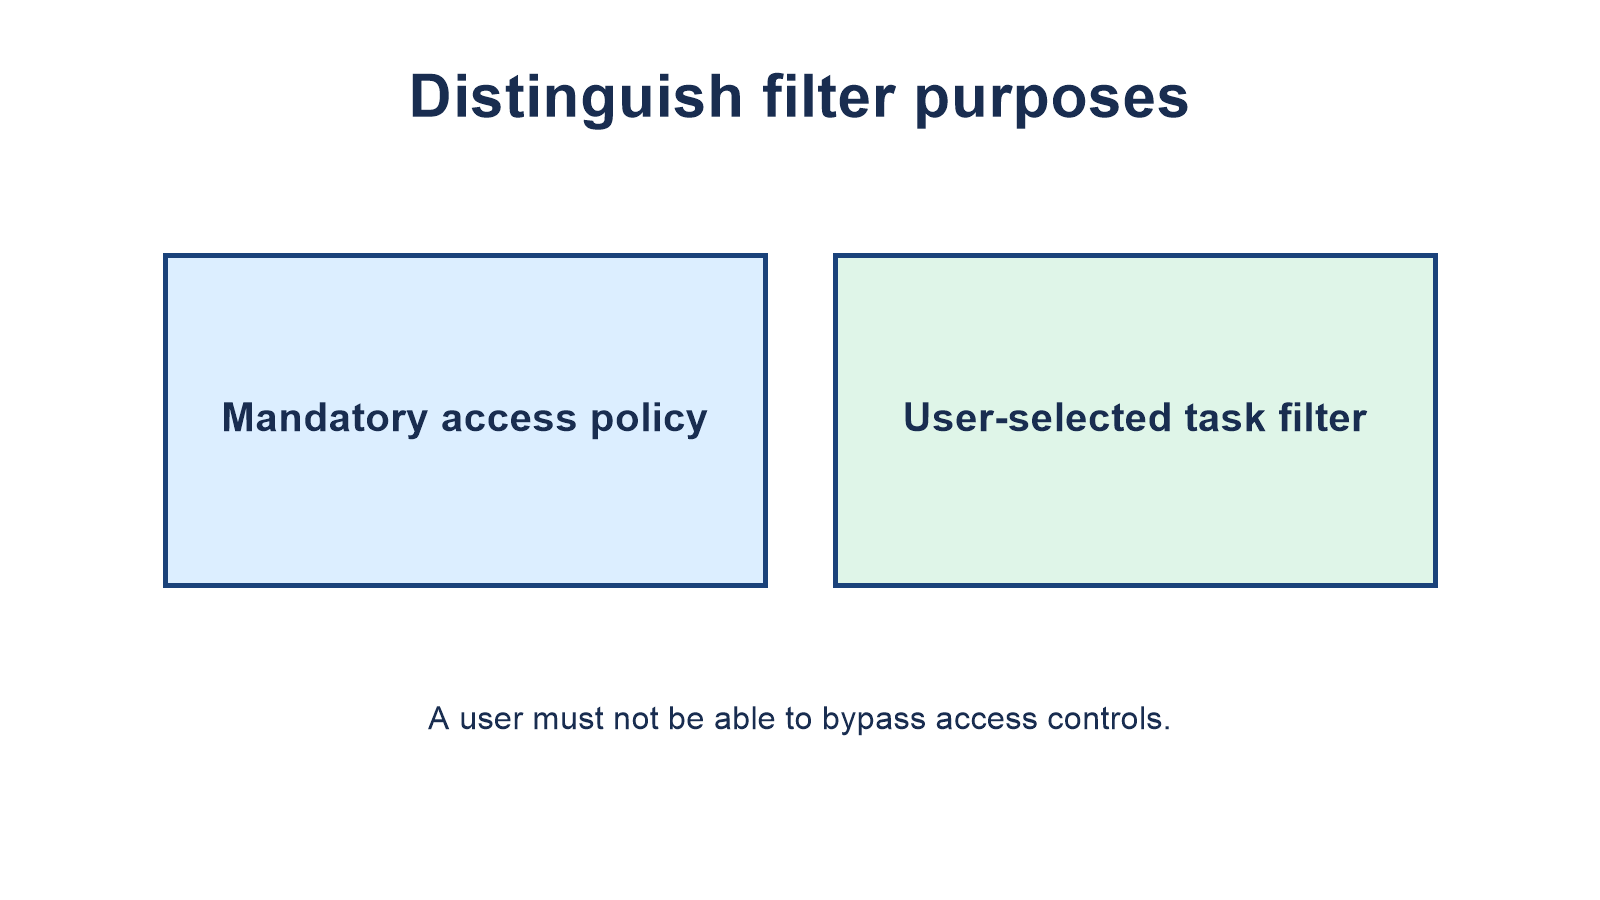 Distinguish filter purposes
Mandatory access policy
User-selected task filter
A user must not be able to bypass access controls.